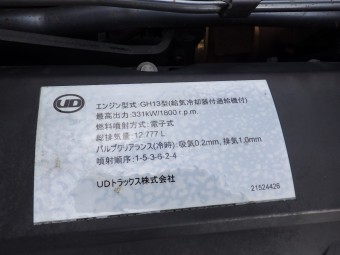 UD
エンジン型式:GH13型(給気冷却器付過給機付)
最高出力:331kW/1800r.p.m.
燃料噴射方式:電子式
総排気量:12.777L
バルブクリアランス(冷時):吸気0.2mm,排気1.0mm
噴射順序:1-5-3-6-2-4
UDトラックス株式会社
21524426